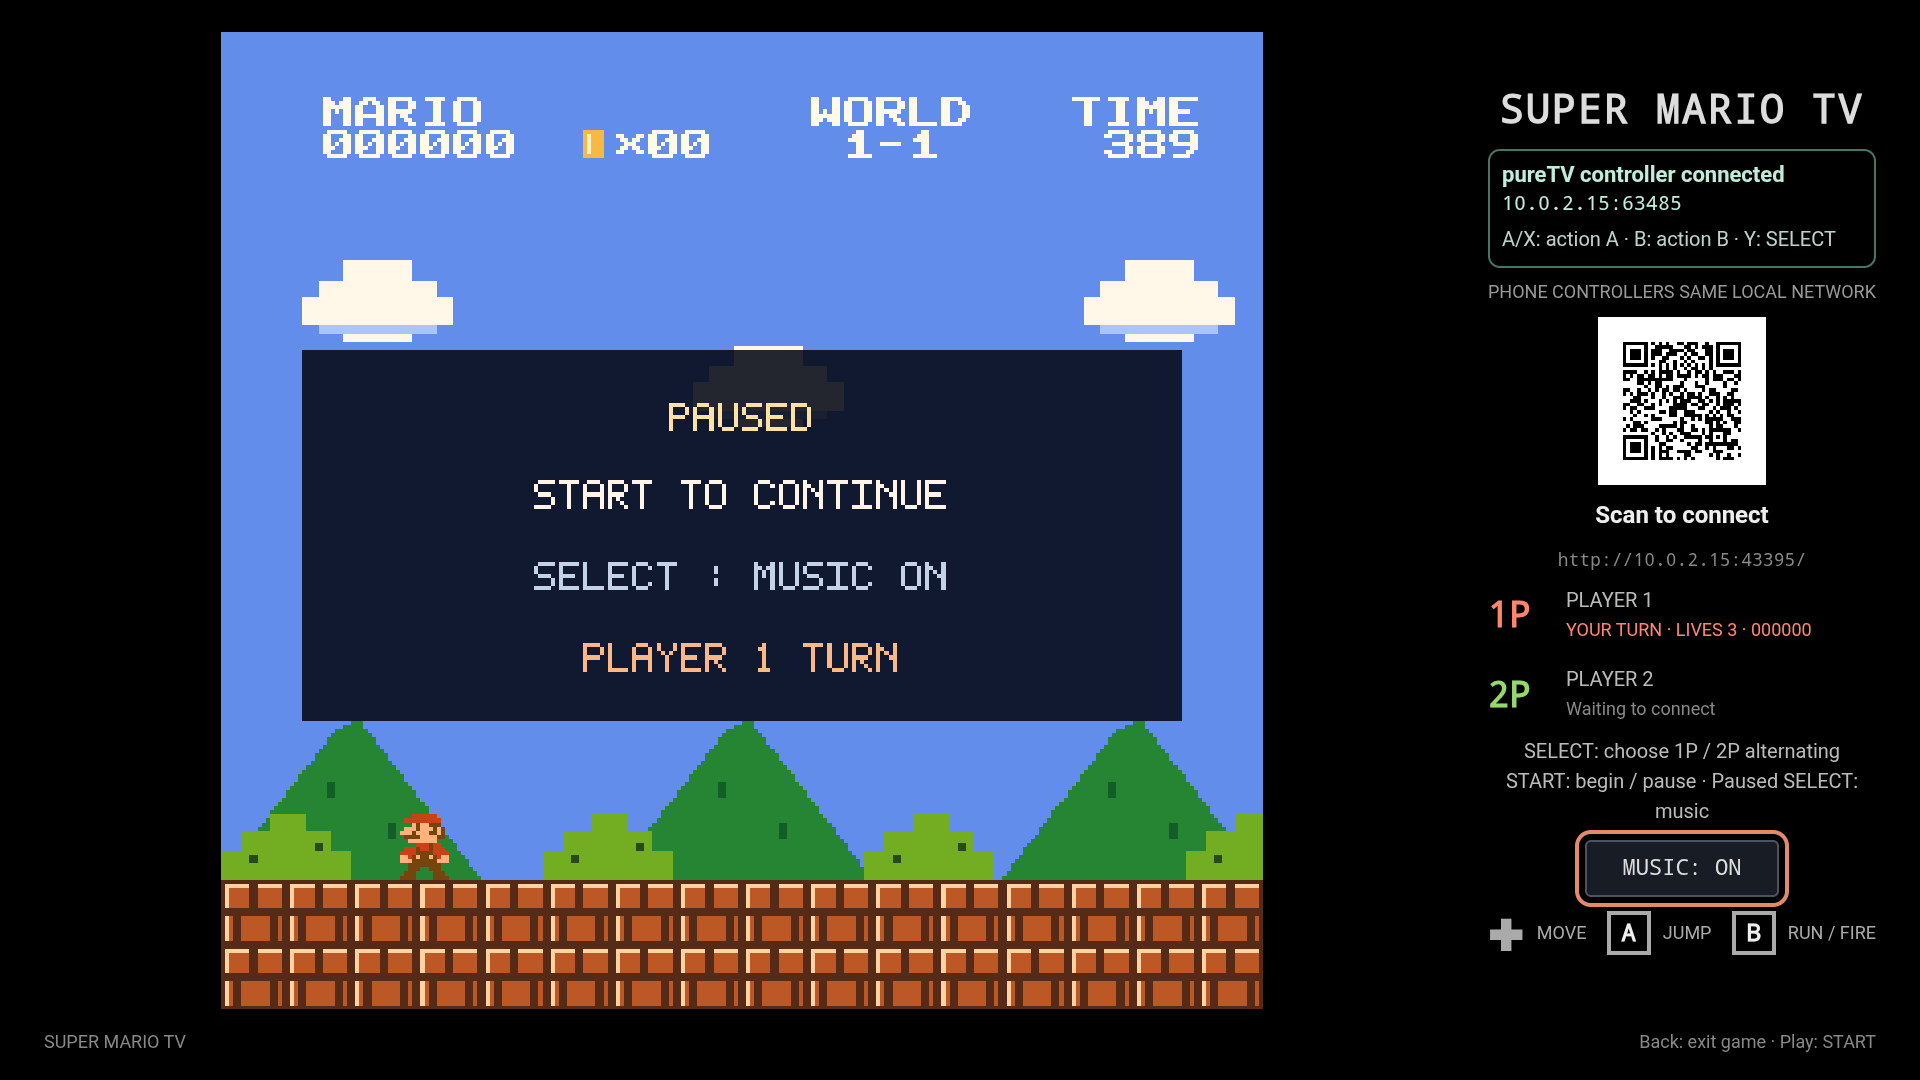 MARIO
000000
x00
WORLD
1-1
TIME
389
PAUSED
START TO CONTINUE
SELECT : MUSIC ON
PLAYER 1 TURN
SUPER MARIO TV
pureTV controller connected
10.0.2.15:63485
A/X: action A · B: action B · Y: SELECT
PHONE CONTROLLERS SAME LOCAL NETWORK
Scan to connect
http://10.0.2.15:43395/
1P
PLAYER 1
YOUR TURN · LIVES 3 · 000000
2P
PLAYER 2
Waiting to connect
SELECT: choose 1P / 2P alternating
START: begin / pause · Paused SELECT:
music
MUSIC: ON
MOVE A JUMP B RUN / FIRE
SUPER MARIO TV
Back: exit game · Play: START